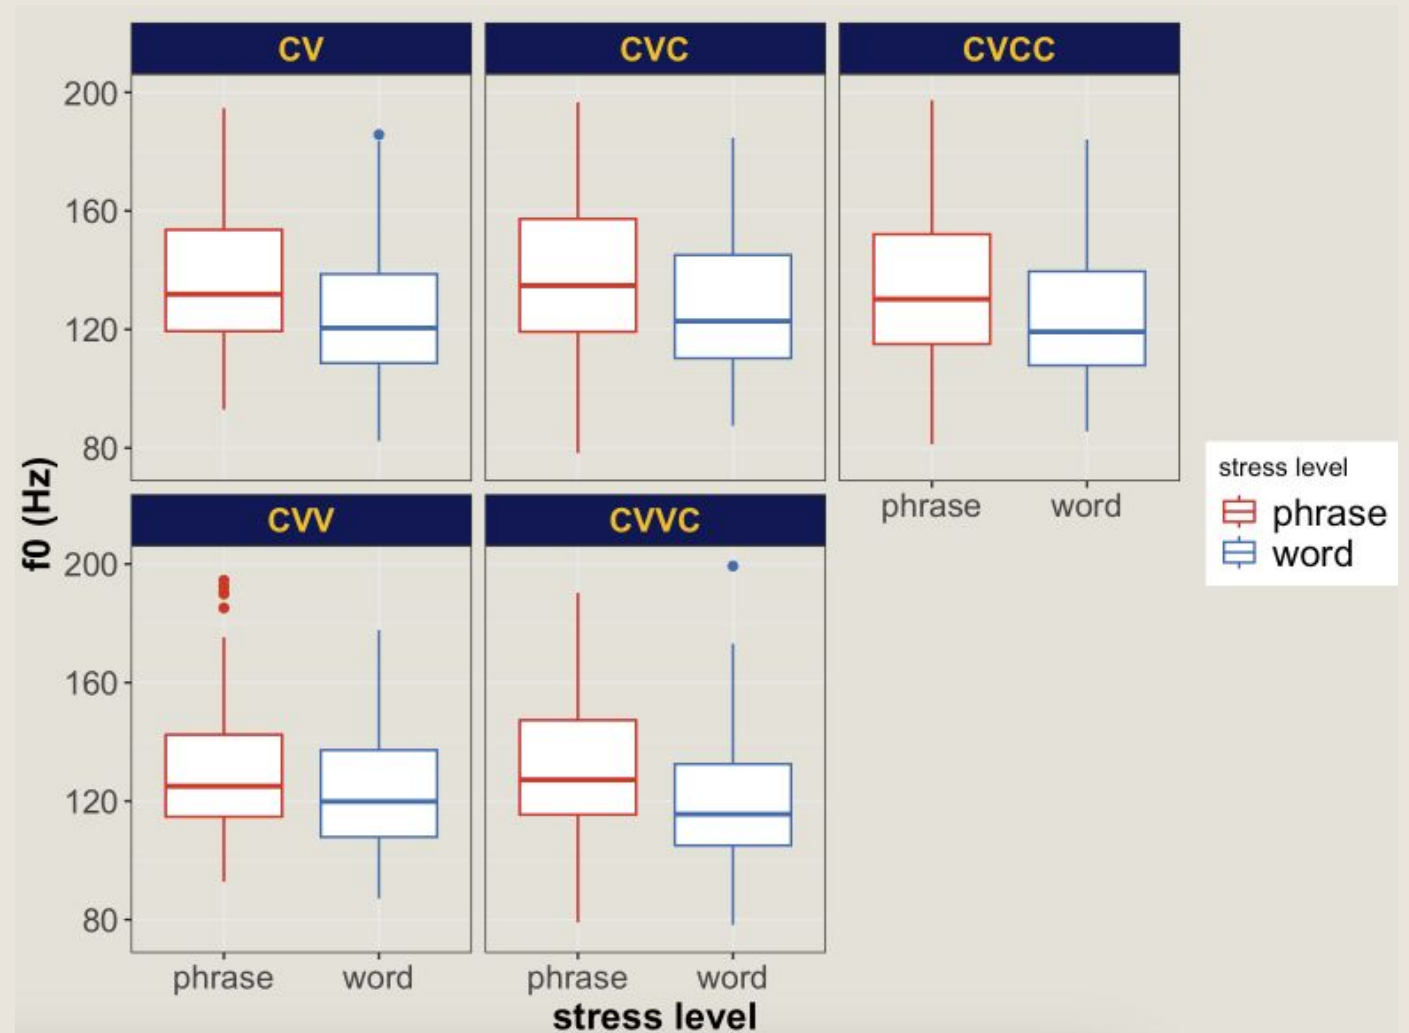 CV CVC CVCC
200
160
120
80
phrase word
CVV CVVC
200
160
120
80
phrase word phrase word
stress level
f0 (Hz)
stress level
phrase
word